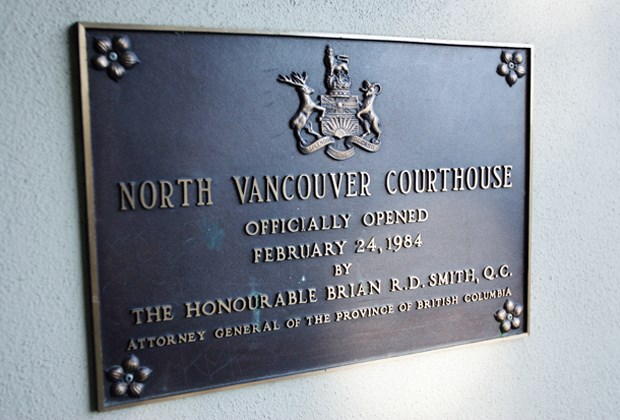 NORTH VANCOUVER COURTHOUSE
OFFICIALLY OPENED
FEBRUARY 24, 1984
BY
THE HONOURABLE BRIAN R.D. SMITH, Q.C.
ATTORNEY GENERAL OF THE PROVINCE OF BRITISH COLUMBIA